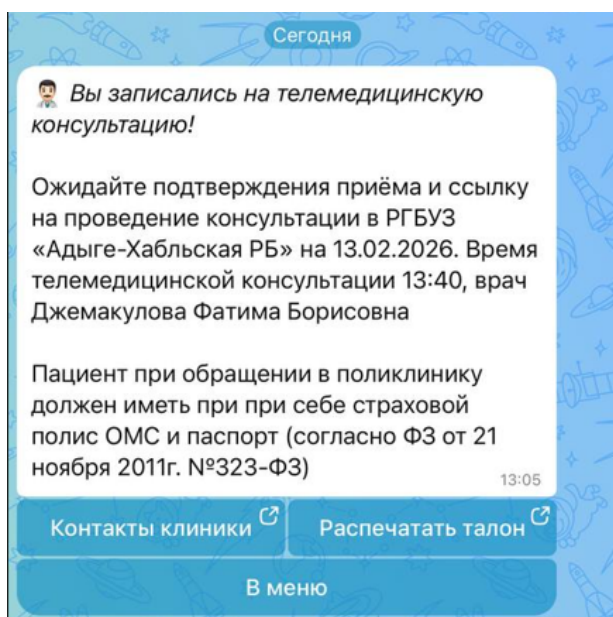 Сегодня
Вы записались на телемедицинскую
консультацию!
Ожидайте подтверждения приёма и ссылку
на проведение консультации в РГБУЗ
«Адыге-Хабльская РБ» на 13.02.2026. Время
телемедицинской консультации 13:40, врач
Джемакулова Фатима Борисовна
Пациент при обращении в поликлинику
должен иметь при при себе страховой
полис ОМС и паспорт (согласно ФЗ от 21
ноября 2011г. №323-ФЗ)
13:05
Контакты клиники
Распечатать талон
В меню